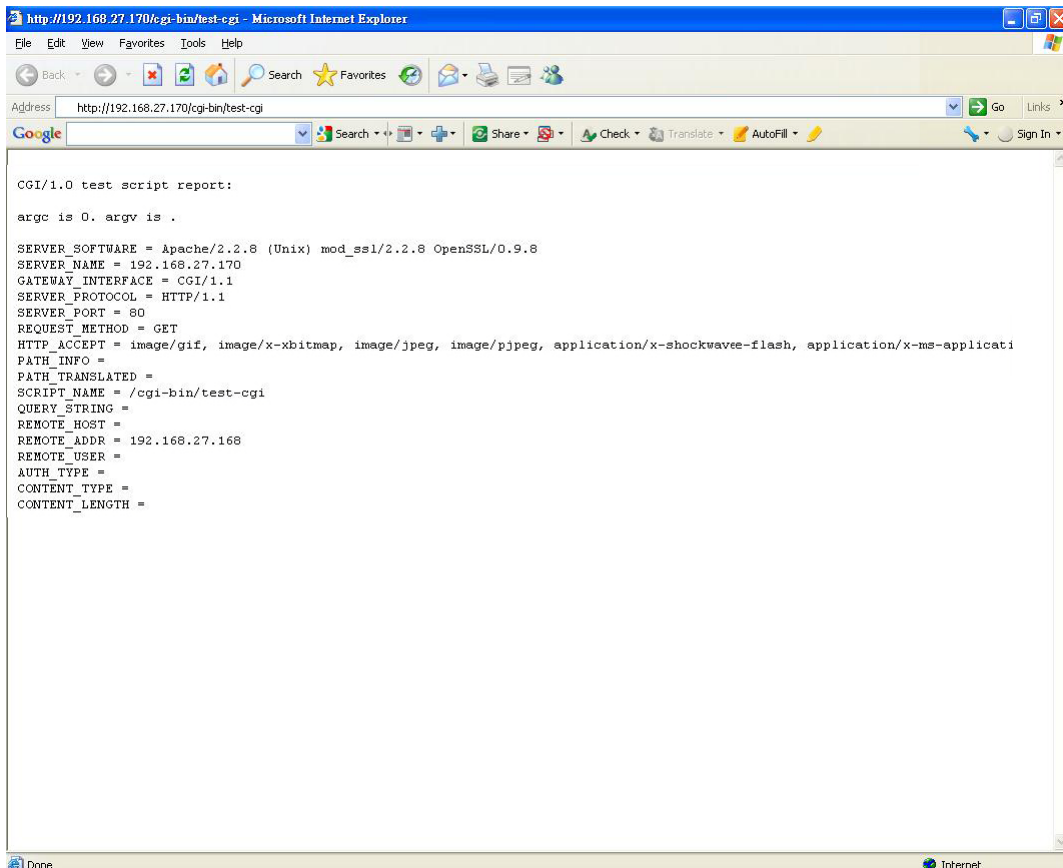 http://192.168.27.170/cgi-bin/test-cgi - Microsoft Internet Explorer
File Edit View Favorites Tools Help
Back Search Favorites
Address http://192.168.27.170/cgi-bin/test-cgi Go Links
Google Search Share Check Translate AutoFill Sign In
CGI/1.0 test script report:
argc is 0. argv is .
SERVER_SOFTWARE = Apache/2.2.8 (Unix) mod_ssl/2.2.8 OpenSSL/0.9.8
SERVER_NAME = 192.168.27.170
GATEWAY_INTERFACE = CGI/1.1
SERVER_PROTOCOL = HTTP/1.1
SERVER_PORT = 80
REQUEST_METHOD = GET
HTTP_ACCEPT = image/gif, image/x-xbitmap, image/jpeg, image/pjpeg, application/x-shockwavee-flash, application/x-ms-applicati
PATH_INFO =
PATH_TRANSLATED =
SCRIPT_NAME = /cgi-bin/test-cgi
QUERY_STRING =
REMOTE_HOST =
REMOTE_ADDR = 192.168.27.168
REMOTE_USER =
AUTH_TYPE =
CONTENT_TYPE =
CONTENT_LENGTH =
Done Internet